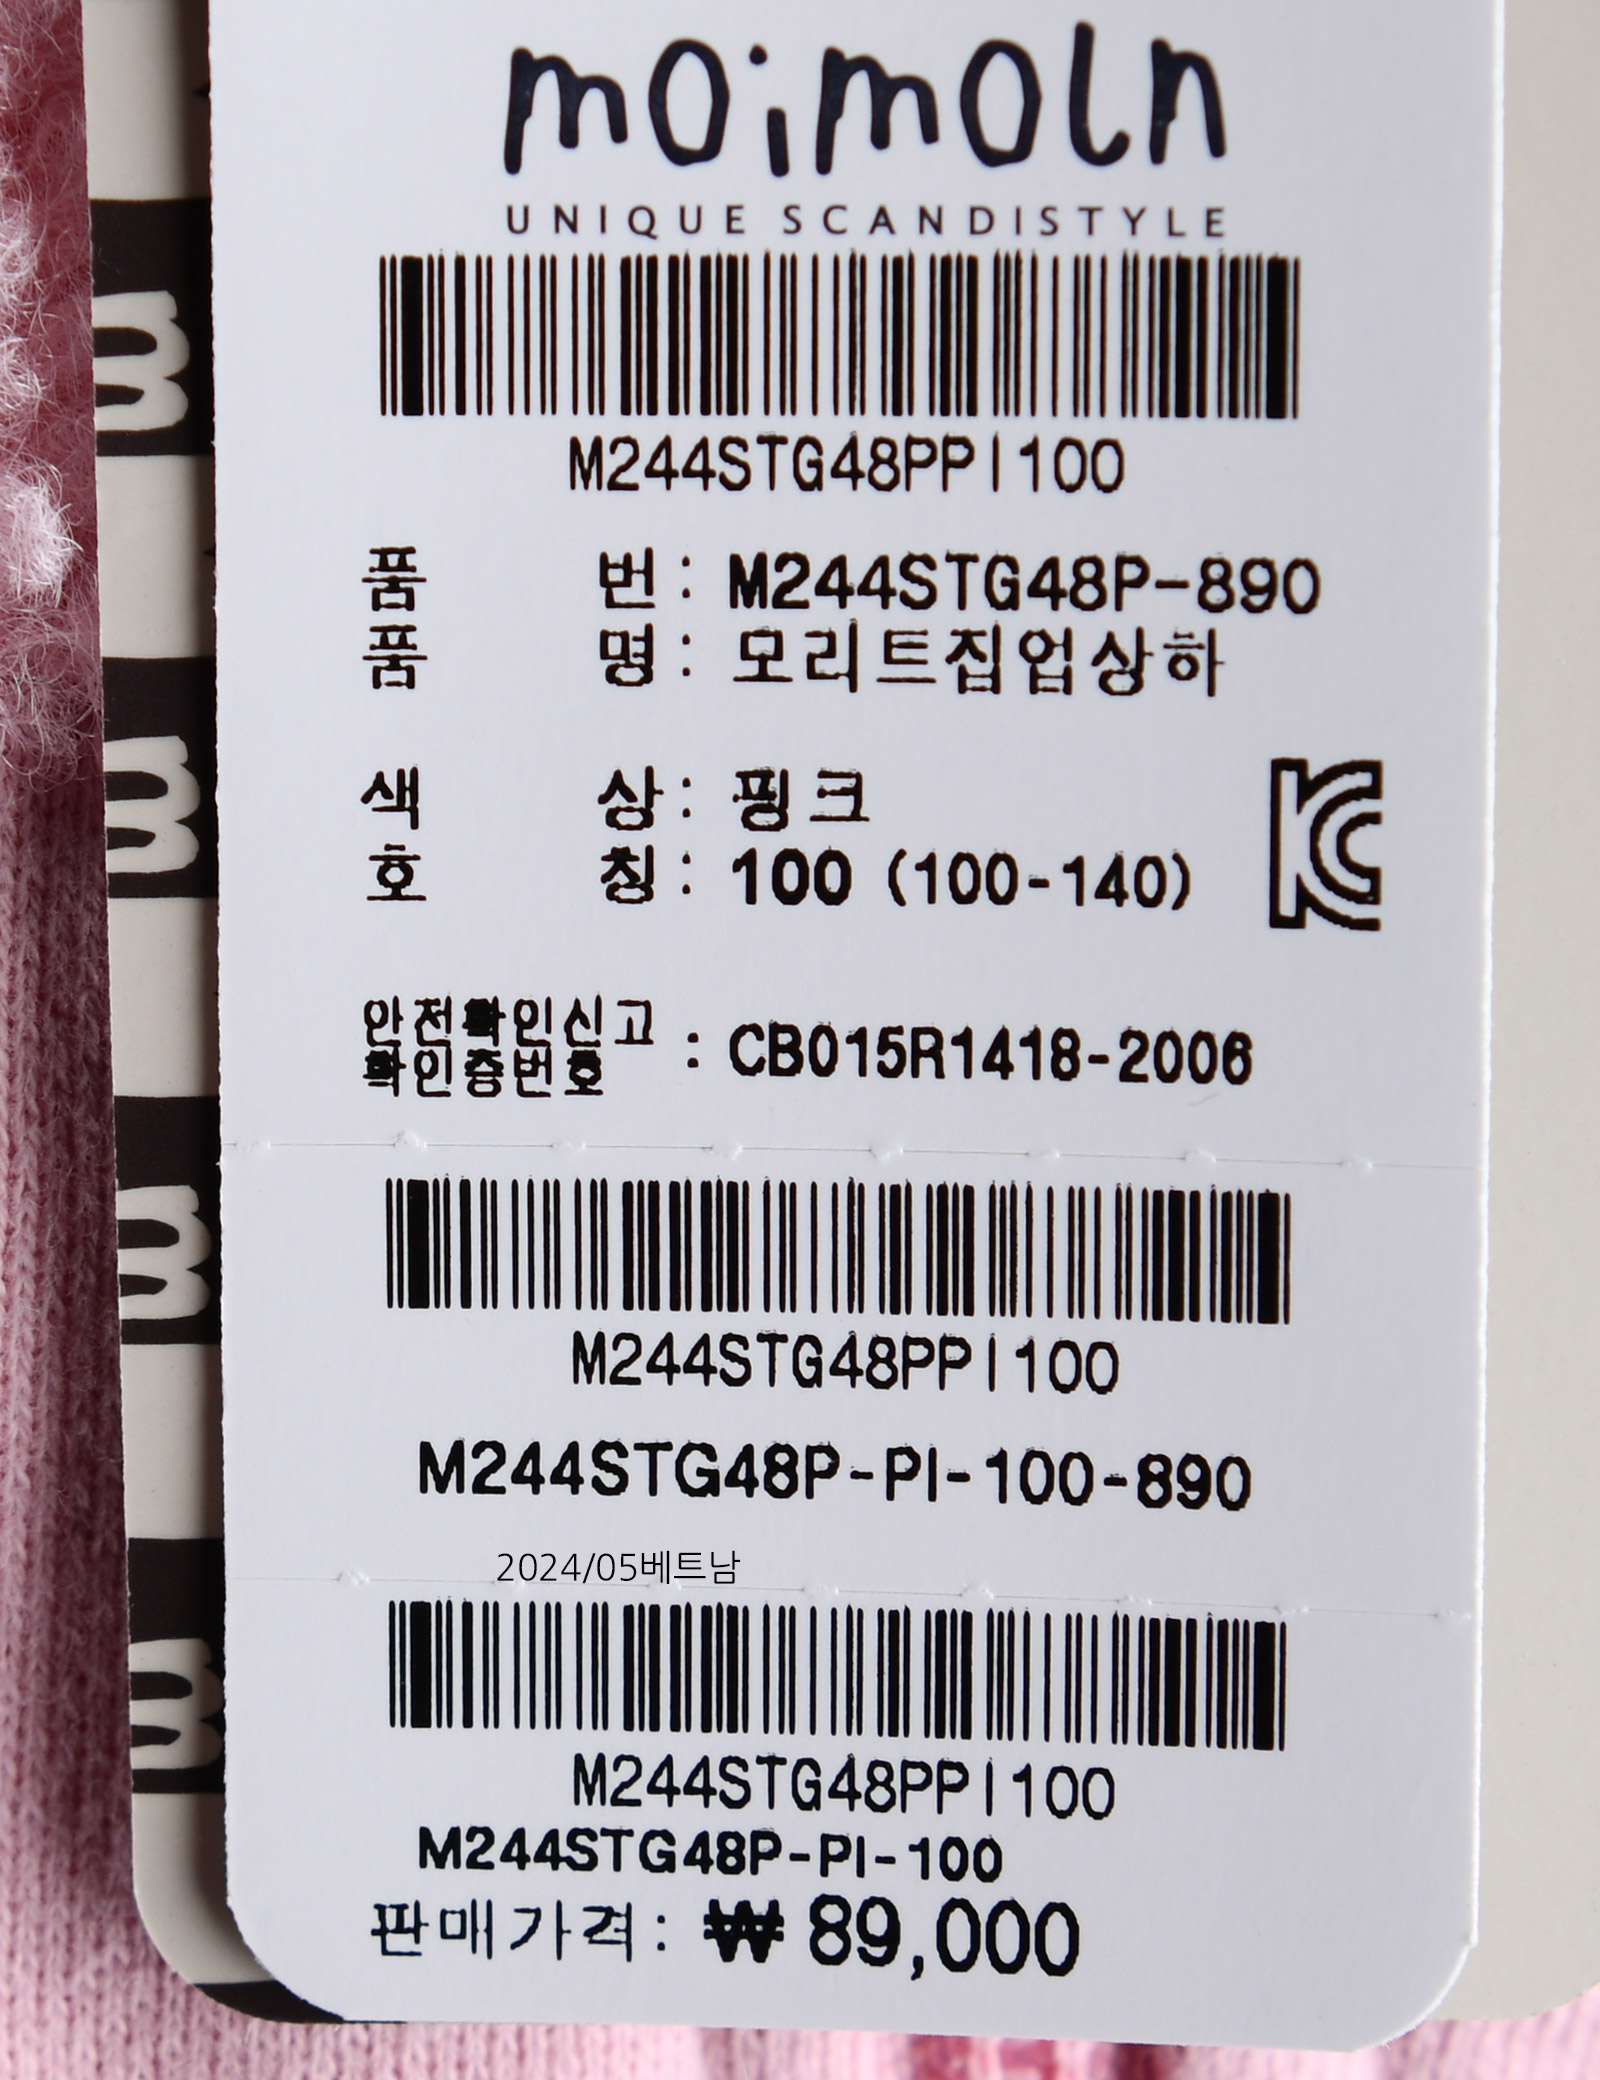 moimoln
UNIQUE SCANDISTYLE
M244STG48PPI100
품 번 : M244STG48P-890
품 명 : 모리트집업상하
색 상 : 핑크
호 칭 : 100 (100-140)
안전확인신고
확인증번호 : CB015R1418-2006
M244STG48PPI100
M244STG48P-PI-100-890
2024/05베트남
M244STG48PPI100
M244STG48P-PI-100
판매가격: ₩ 89,000